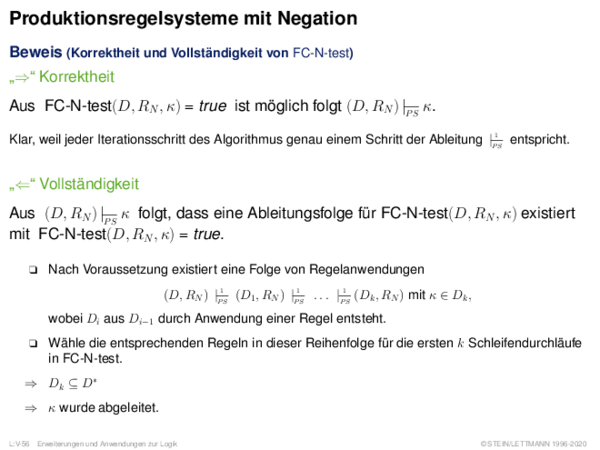 Produktionsregelsysteme mit Negation
Beweis (Korrektheit und Vollständigkeit von FC-N-test)
„⇒“ Korrektheit
Aus FC-N-test(D, R_N, κ) = true ist möglich folgt (D, R_N) |_PS κ.
Klar, weil jeder Iterationsschritt des Algorithmus genau einem Schritt der Ableitung |¹_PS entspricht.
„⇐“ Vollständigkeit
Aus (D, R_N) |_PS κ folgt, dass eine Ableitungsfolge für FC-N-test(D, R_N, κ) existiert
mit FC-N-test(D, R_N, κ) = true.
❑ Nach Voraussetzung existiert eine Folge von Regelanwendungen
(D, R_N) |¹_PS (D_1, R_N) |¹_PS … |¹_PS (D_k, R_N) mit κ ∈ D_k,
wobei D_i aus D_{i−1} durch Anwendung einer Regel entsteht.
❑ Wähle die entsprechenden Regeln in dieser Reihenfolge für die ersten k Schleifendurchläufe
in FC-N-test.
⇒ D_k ⊆ D*
⇒ κ wurde abgeleitet.
L:V-56 Erweiterungen und Anwendungen zur Logik ©STEIN/LETTMANN 1996-2020